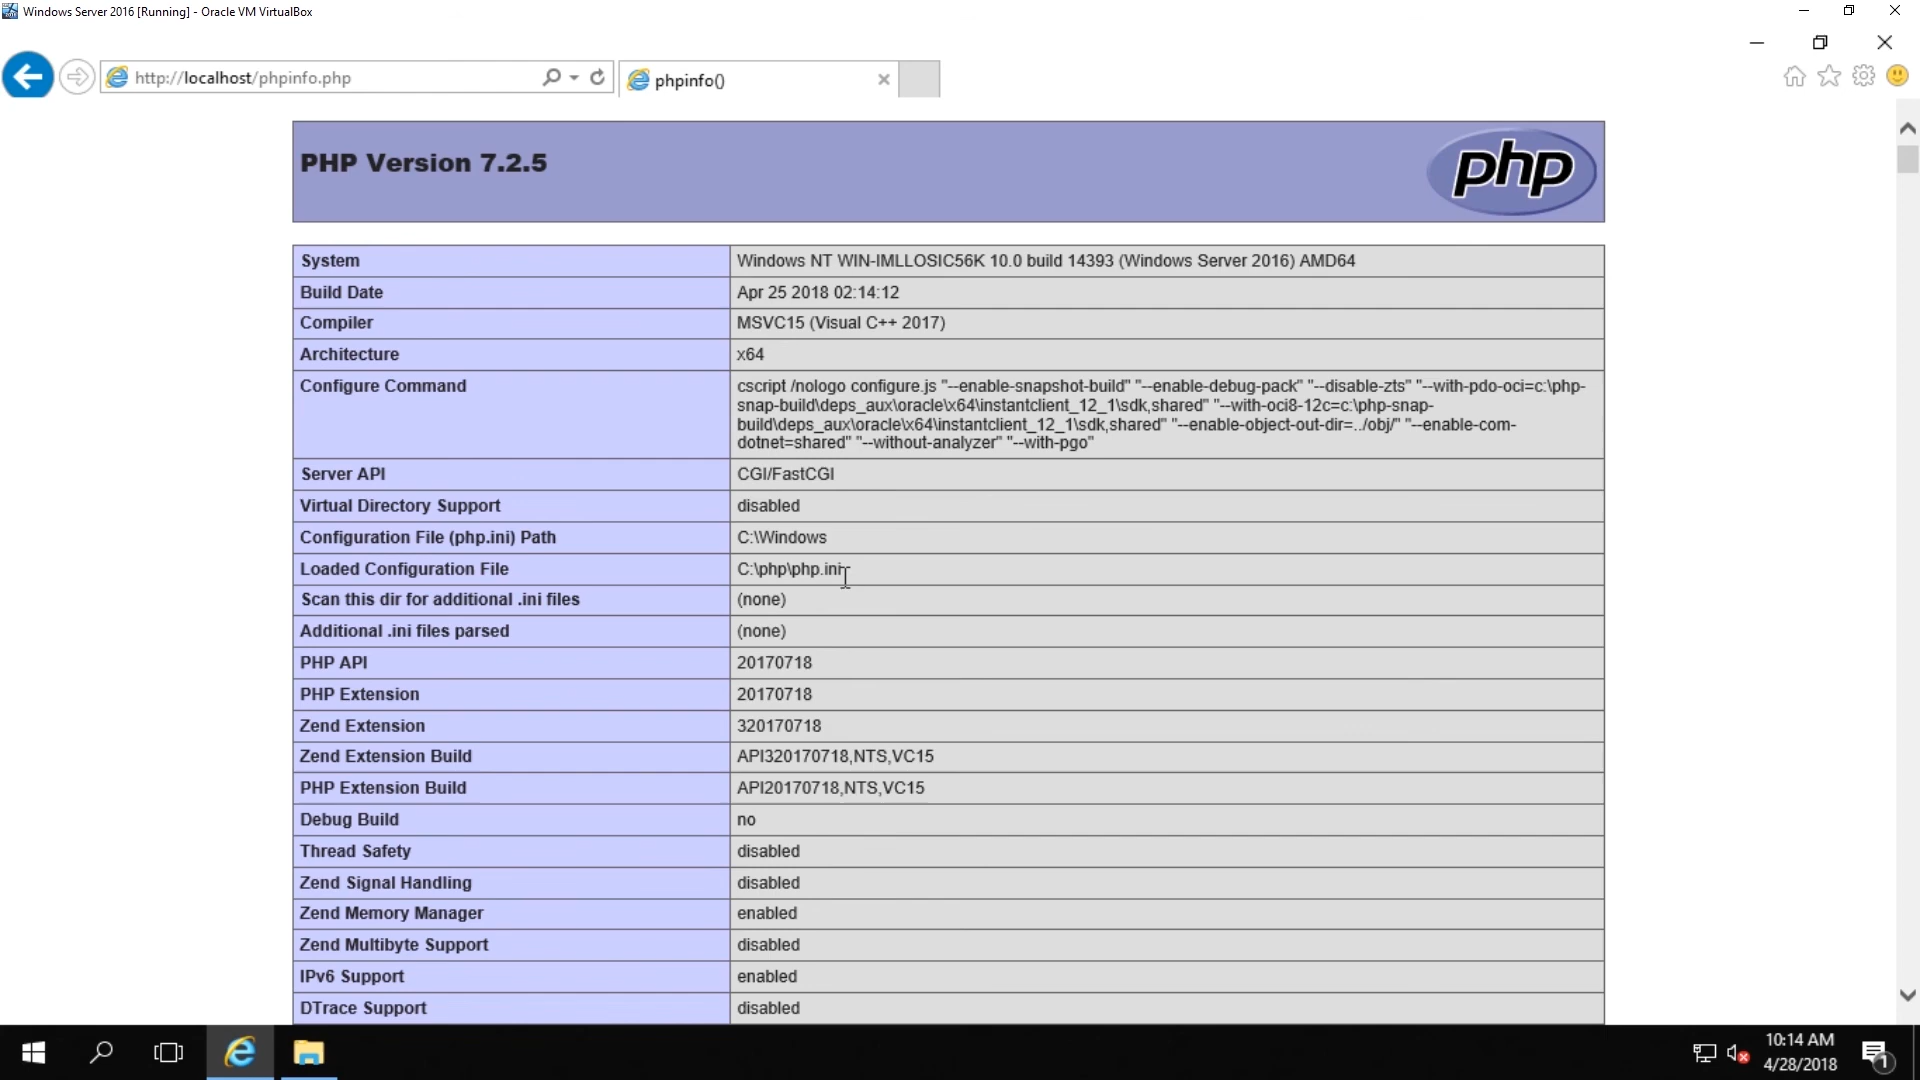 Windows Server 2016 [Running] - Oracle VM VirtualBox
http://localhost/phpinfo.php
phpinfo()
PHP Version 7.2.5
php
System Windows NT WIN-IMLLOSIC56K 10.0 build 14393 (Windows Server 2016) AMD64
Build Date Apr 25 2018 02:14:12
Compiler MSVC15 (Visual C++ 2017)
Architecture x64
Configure Command cscript /nologo configure.js "--enable-snapshot-build" "--enable-debug-pack" "--disable-zts" "--with-pdo-oci=c:\php-
snap-build\deps_aux\oracle\x64\instantclient_12_1\sdk,shared" "--with-oci8-12c=c:\php-snap-
build\deps_aux\oracle\x64\instantclient_12_1\sdk,shared" "--enable-object-out-dir=../obj/" "--enable-com-
dotnet=shared" "--without-analyzer" "--with-pgo"
Server API CGI/FastCGI
Virtual Directory Support disabled
Configuration File (php.ini) Path C:\Windows
Loaded Configuration File C:\php\php.ini
Scan this dir for additional .ini files (none)
Additional .ini files parsed (none)
PHP API 20170718
PHP Extension 20170718
Zend Extension 320170718
Zend Extension Build API320170718,NTS,VC15
PHP Extension Build API20170718,NTS,VC15
Debug Build no
Thread Safety disabled
Zend Signal Handling disabled
Zend Memory Manager enabled
Zend Multibyte Support disabled
IPv6 Support enabled
DTrace Support disabled
10:14 AM
4/28/2018
1